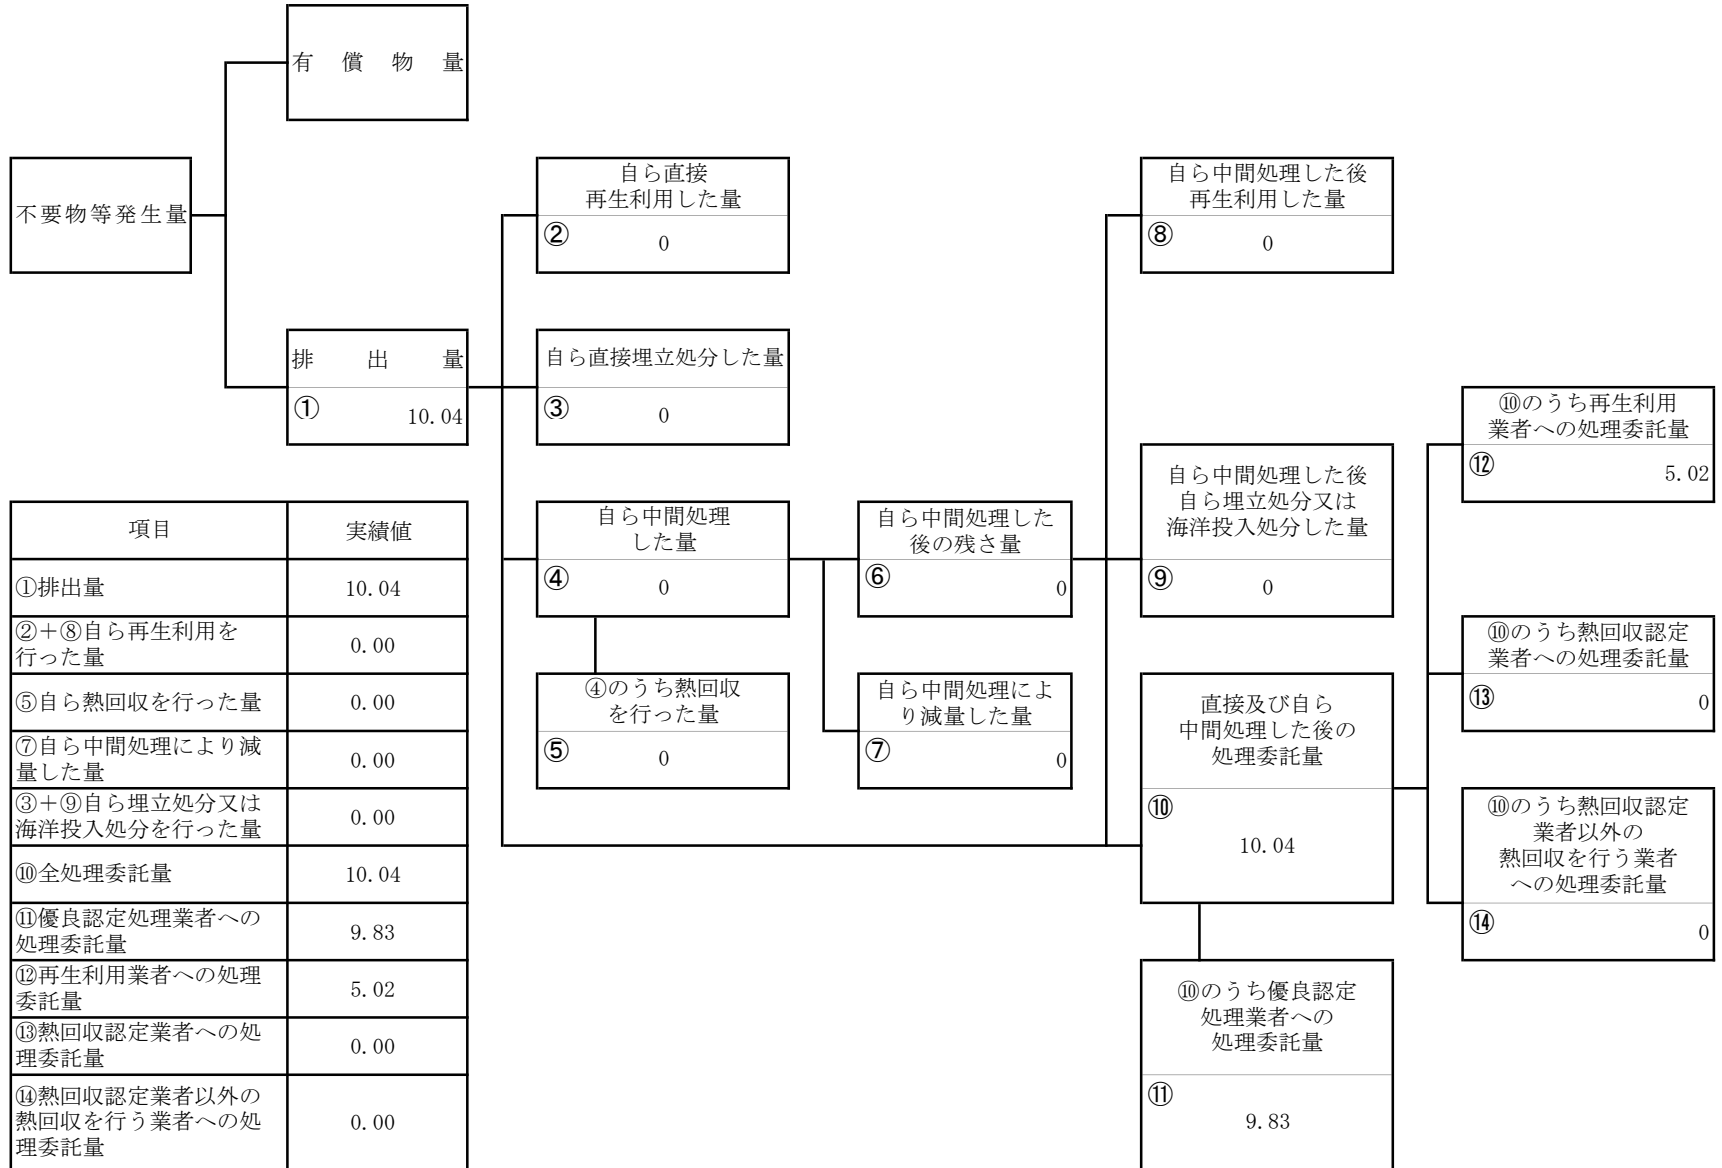 有償物量
不要物等発生量
自ら直接
再生利用した量
②
0
自ら中間処理した後
再生利用した量
⑧
0
排出量
①
10.04
自ら直接埋立処分した量
③
0
⑩のうち再生利用
業者への処理委託量
⑫
5.02
自ら中間処理
した量
④
0
自ら中間処理した
後の残さ量
⑥
0
自ら中間処理した後
自ら埋立処分又は
海洋投入処分した量
⑨
0
⑩のうち熱回収認定
業者への処理委託量
⑬
0
④のうち熱回収
を行った量
⑤
0
自ら中間処理によ
り減量した量
⑦
0
直接及び自ら
中間処理した後の
処理委託量
⑩
10.04
⑩のうち熱回収認定
業者以外の
熱回収を行う業者
への処理委託量
⑭
0
⑩のうち優良認定
処理業者への
処理委託量
⑪
9.83
項目 実績値
①排出量 10.04
②+⑧自ら再生利用を
行った量 0.00
⑤自ら熱回収を行った量 0.00
⑦自ら中間処理により減
量した量 0.00
③+⑨自ら埋立処分又は
海洋投入処分を行った量 0.00
⑩全処理委託量 10.04
⑪優良認定処理業者への
処理委託量 9.83
⑫再生利用業者への処理
委託量 5.02
⑬熱回収認定業者への処
理委託量 0.00
⑭熱回収認定業者以外の
熱回収を行う業者への処
理委託量 0.00